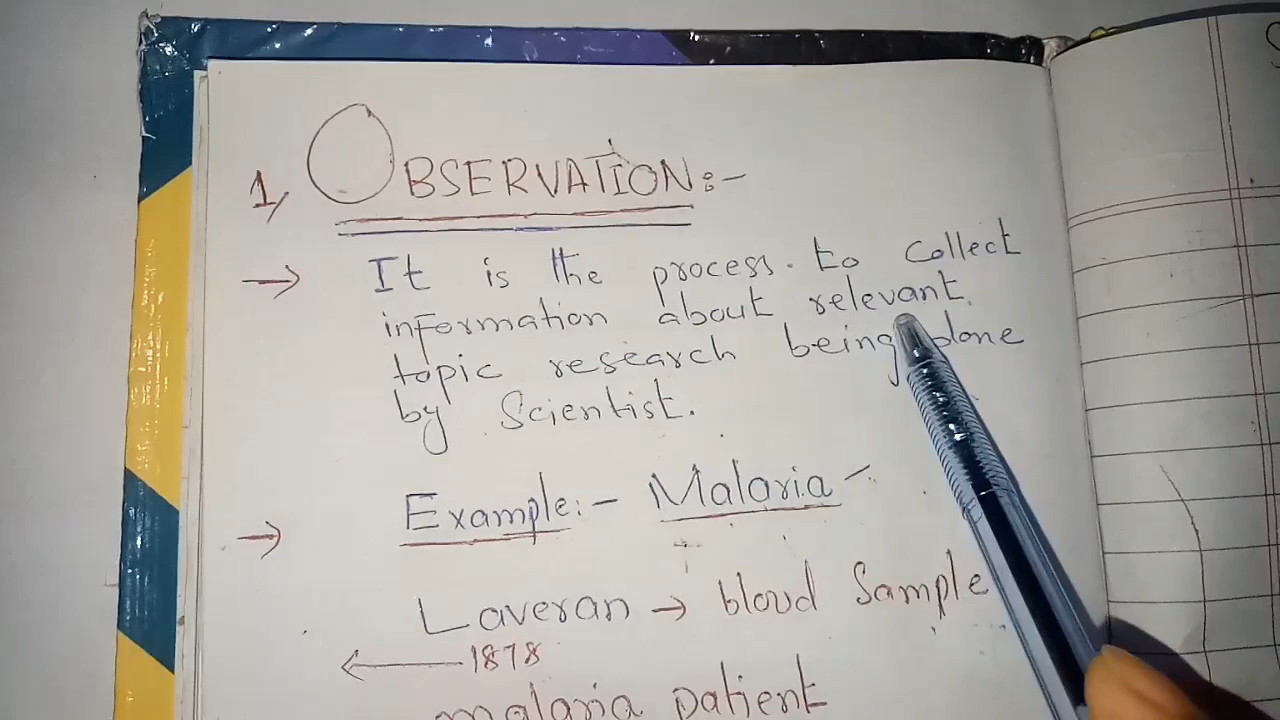 1, OBSERVATION:-
→ It is the process. to collect
information about relevant.
topic research being done
by Scientist.
→ Example:- Malaria -
Laveran → blood Sample
← 1878
malaria patient